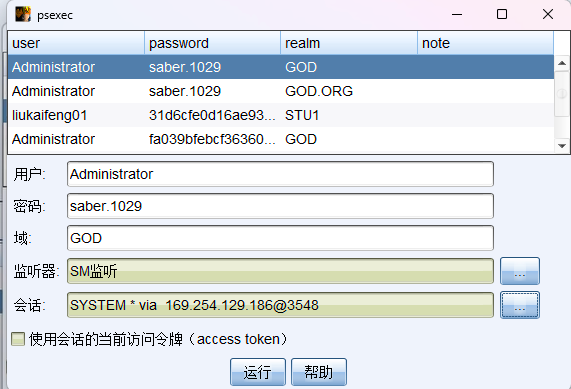 psexec
user password realm note
Administrator saber.1029 GOD
Administrator saber.1029 GOD.ORG
liukaifeng01 31d6cfe0d16ae93... STU1
Administrator fa039bfebcf36360... GOD
用户: Administrator
密码: saber.1029
域: GOD
监听器: SM监听 ...
会话: SYSTEM * via 169.254.129.186@3548 ...
使用会话的当前访问令牌（access token）
运行 帮助